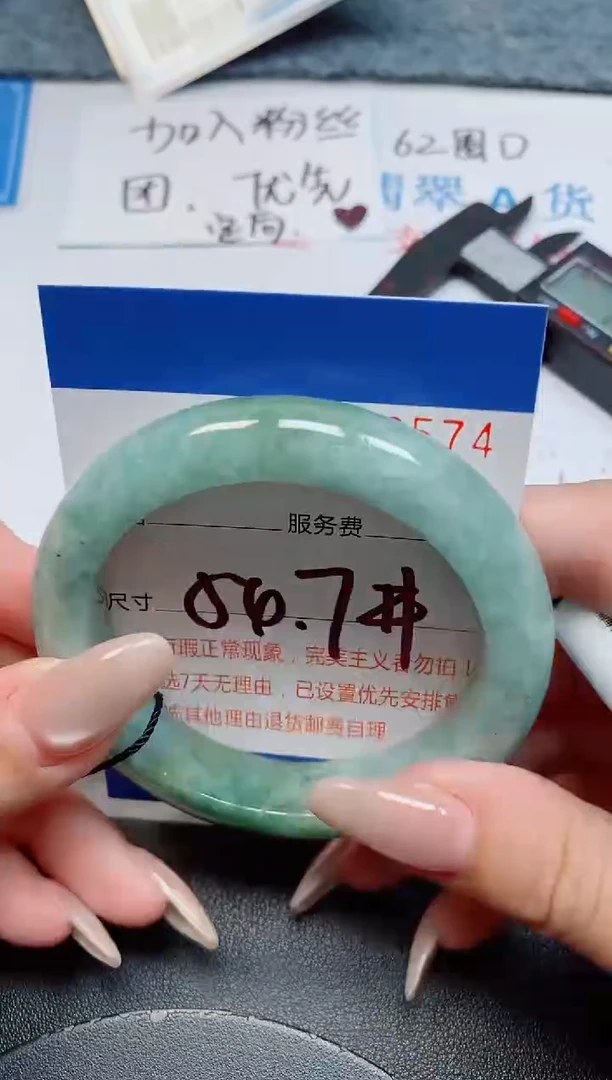 加入粉丝
团.优先
62圈口
翡翠A货
574
服务费
尺寸
56.7#
瑕正常现象，完美主义者勿拍！
选7天无理由，已设置优先安排
其他理由退货邮费自理